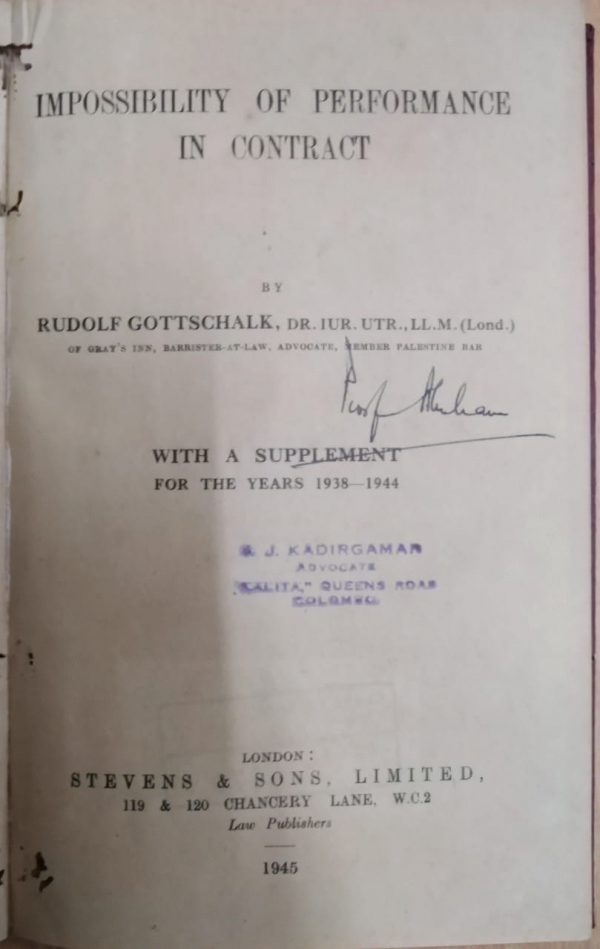 IMPOSSIBILITY OF PERFORMANCE
IN CONTRACT
BY
RUDOLF GOTTSCHALK, DR. IUR. UTR., LL.M. (Lond.)
OF GRAY'S INN, BARRISTER-AT-LAW, ADVOCATE, MEMBER PALESTINE BAR
Prof
WITH A SUPPLEMENT
FOR THE YEARS 1938—1944
J. KADIRGAMAR
ADVOCATE
QUEENS ROAD
COLOMBO.
LONDON:
STEVENS & SONS, LIMITED,
119 & 120 CHANCERY LANE, W.C.2
Law Publishers
1945